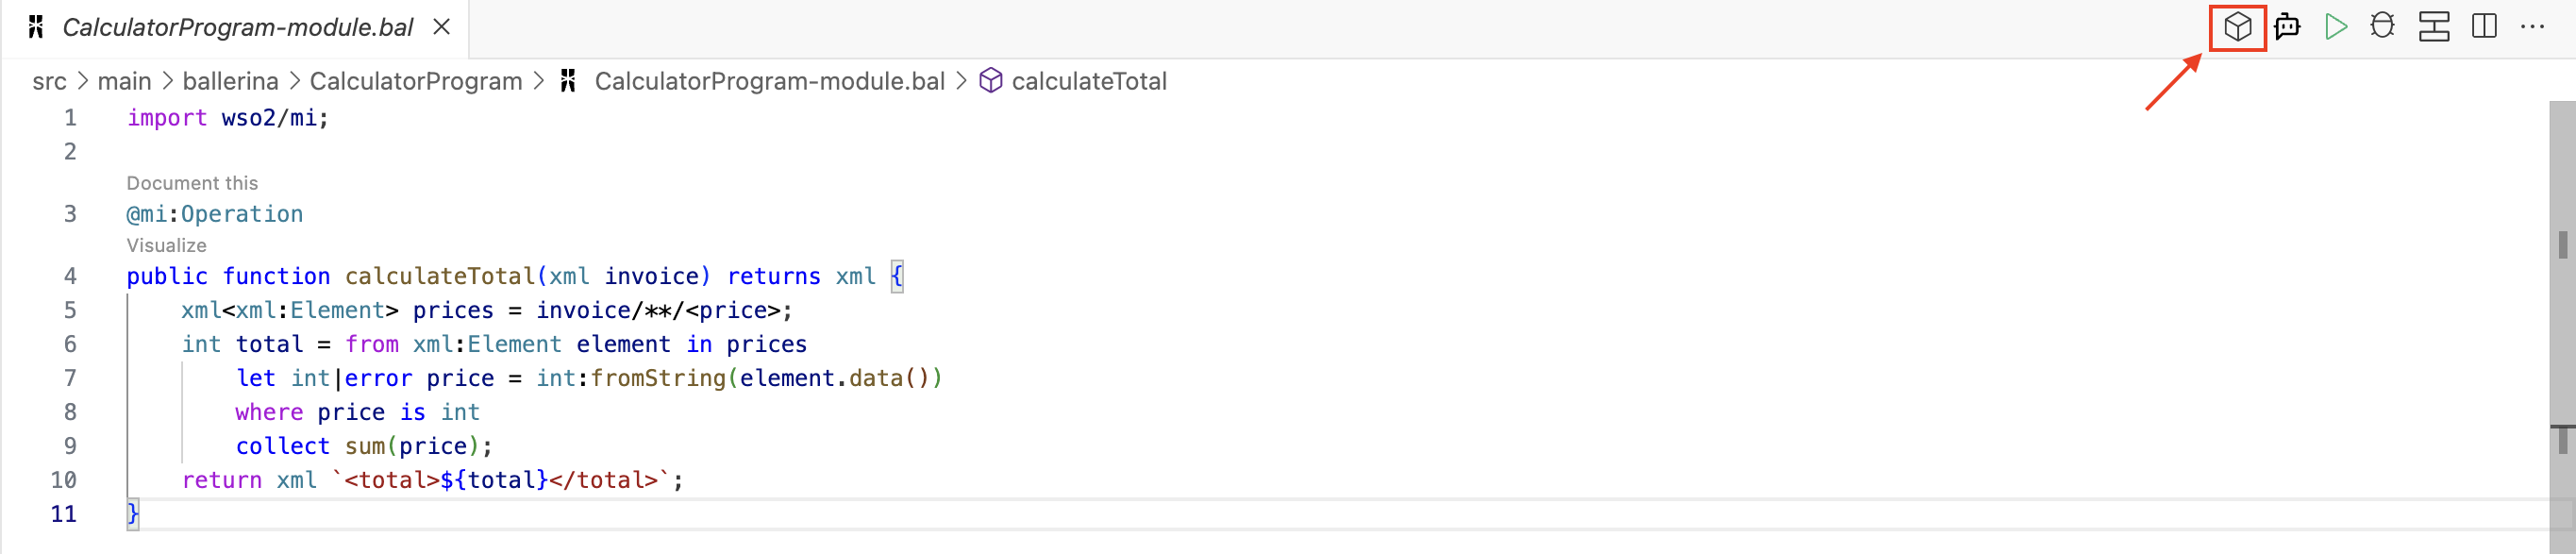 CalculatorProgram-module.bal
src > main > ballerina > CalculatorProgram > CalculatorProgram-module.bal > calculateTotal
1 import wso2/mi;
2
Document this
3 @mi:Operation
Visualize
4 public function calculateTotal(xml invoice) returns xml {
5 xml<xml:Element> prices = invoice/**/<price>;
6 int total = from xml:Element element in prices
7 let int|error price = int:fromString(element.data())
8 where price is int
9 collect sum(price);
10 return xml `<total>${total}</total>`;
11 }